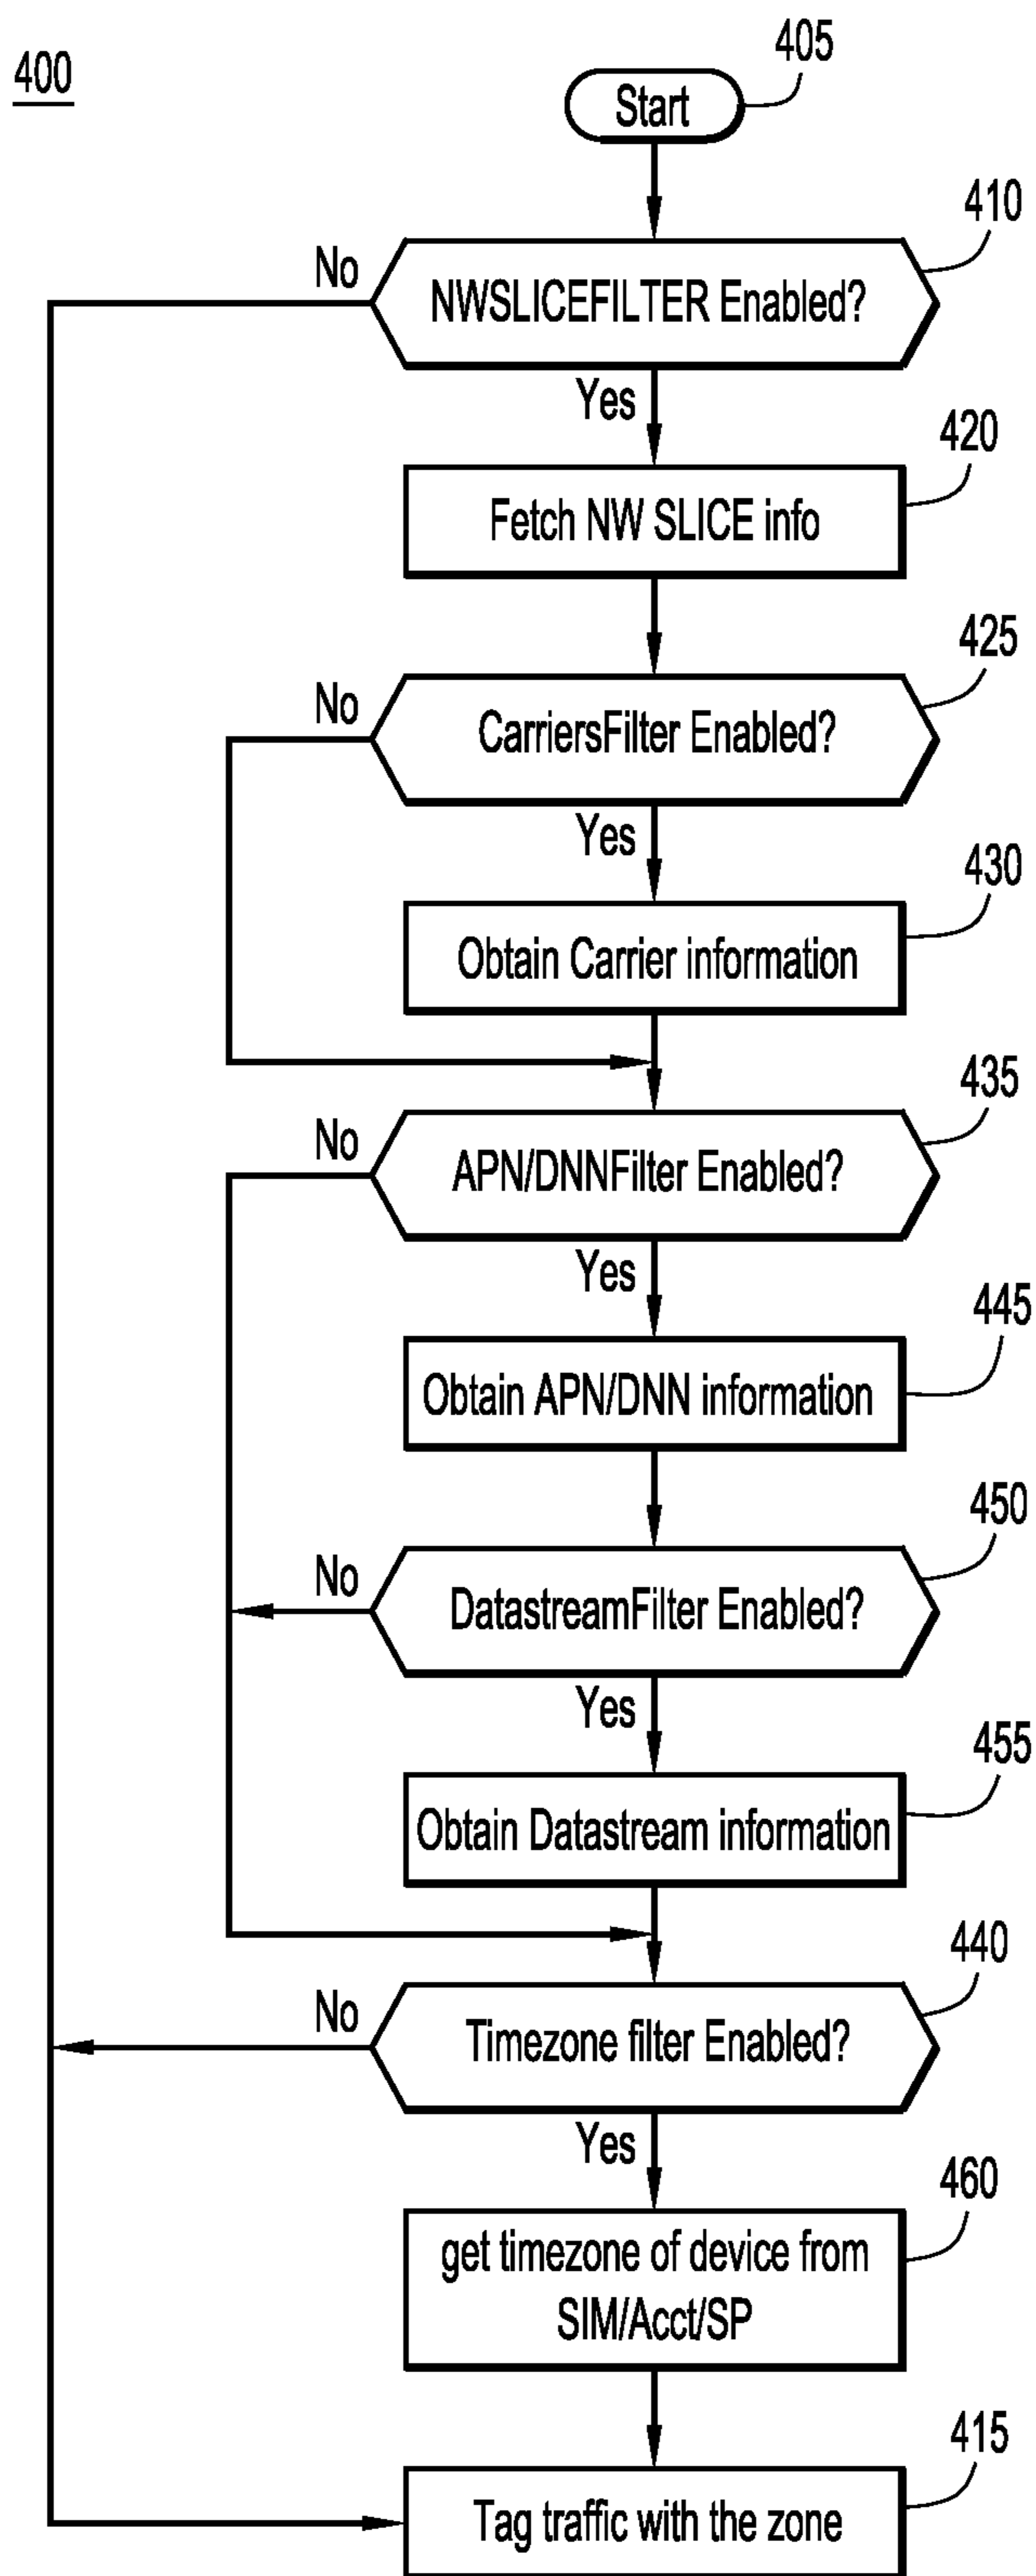 400
405
Start
410
No
NWSLICEFILTER Enabled?
Yes
420
Fetch NW SLICE info
425
No
CarriersFilter Enabled?
Yes
430
Obtain Carrier information
435
No
APN/DNNFilter Enabled?
Yes
445
Obtain APN/DNN information
450
No
DatastreamFilter Enabled?
Yes
455
Obtain Datastream information
440
No
Timezone filter Enabled?
Yes
460
get timezone of device from
SIM/Acct/SP
415
Tag traffic with the zone